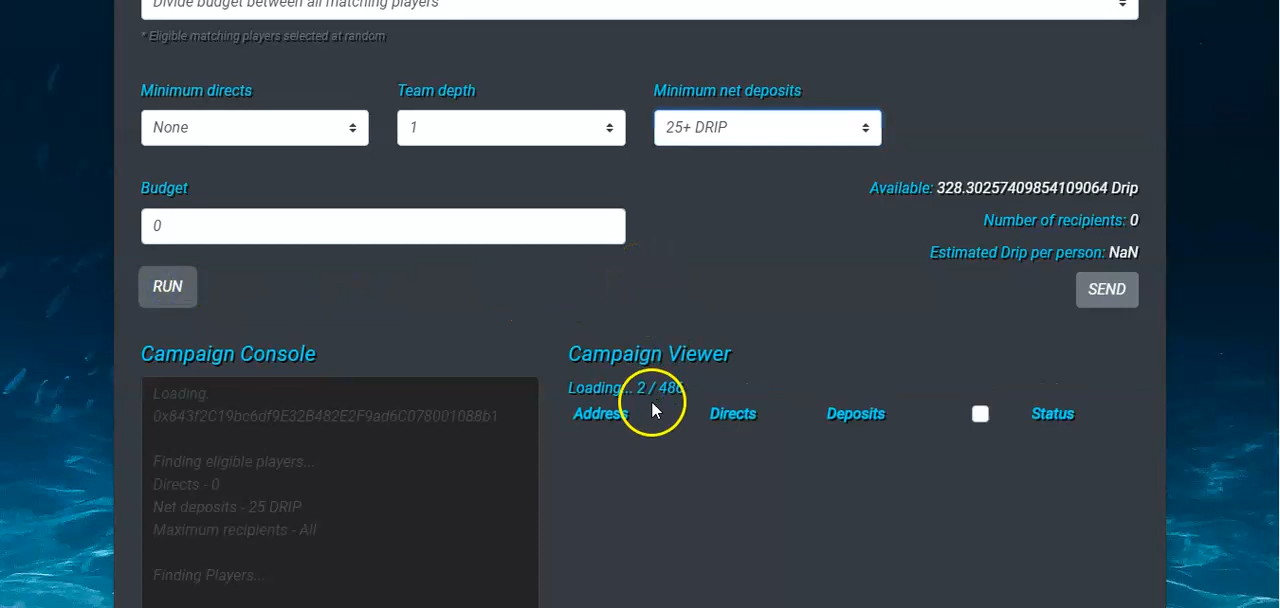 Divide budget between all matching players
* Eligible matching players selected at random
Minimum directs
Team depth
Minimum net deposits
None
1
25+ DRIP
Budget
Available: 328.30257409854109064 Drip
0
Number of recipients: 0
Estimated Drip per person: NaN
RUN
SEND
Campaign Console
Campaign Viewer
Loading... 2 / 486
Loading.
0x843f2C19bc6df9E32B482E2F9ad6C078001088b1
Address
Directs
Deposits
Status
Finding eligible players...
Directs - 0
Net deposits - 25 DRIP
Maximum recipients - All
Finding Players...